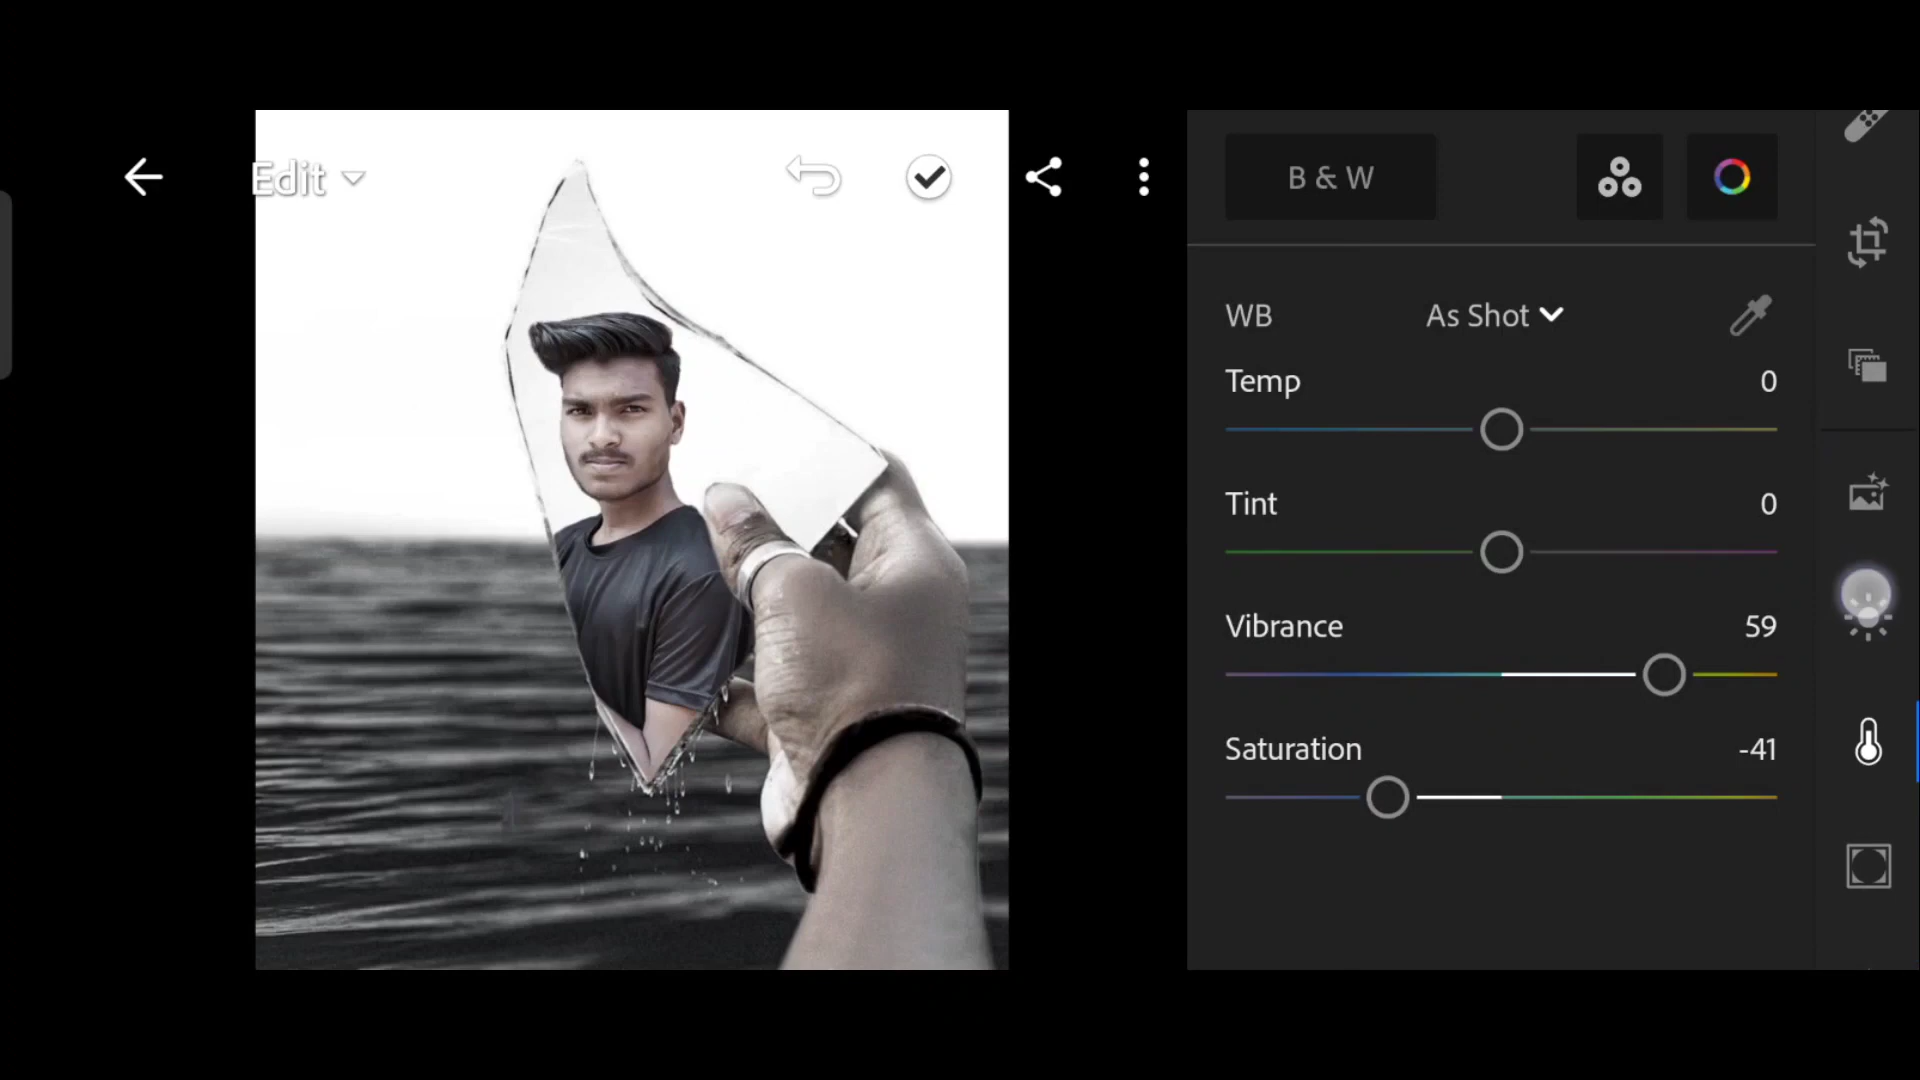 Edit
B & W
WB As Shot
Temp 0
Tint 0
Vibrance 59
Saturation -41